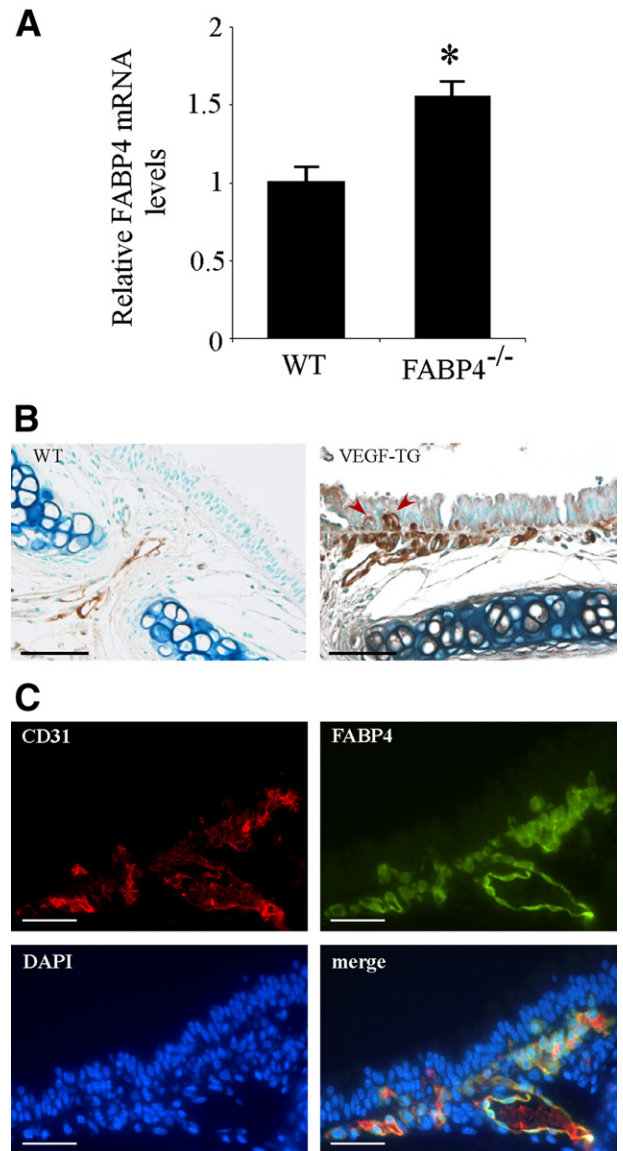 A
Relative FABP4 mRNA
levels
2
1.5
1
0.5
0
*
WT
FABP4-/-
B
WT
VEGF-TG
C
CD31
FABP4
DAPI
merge